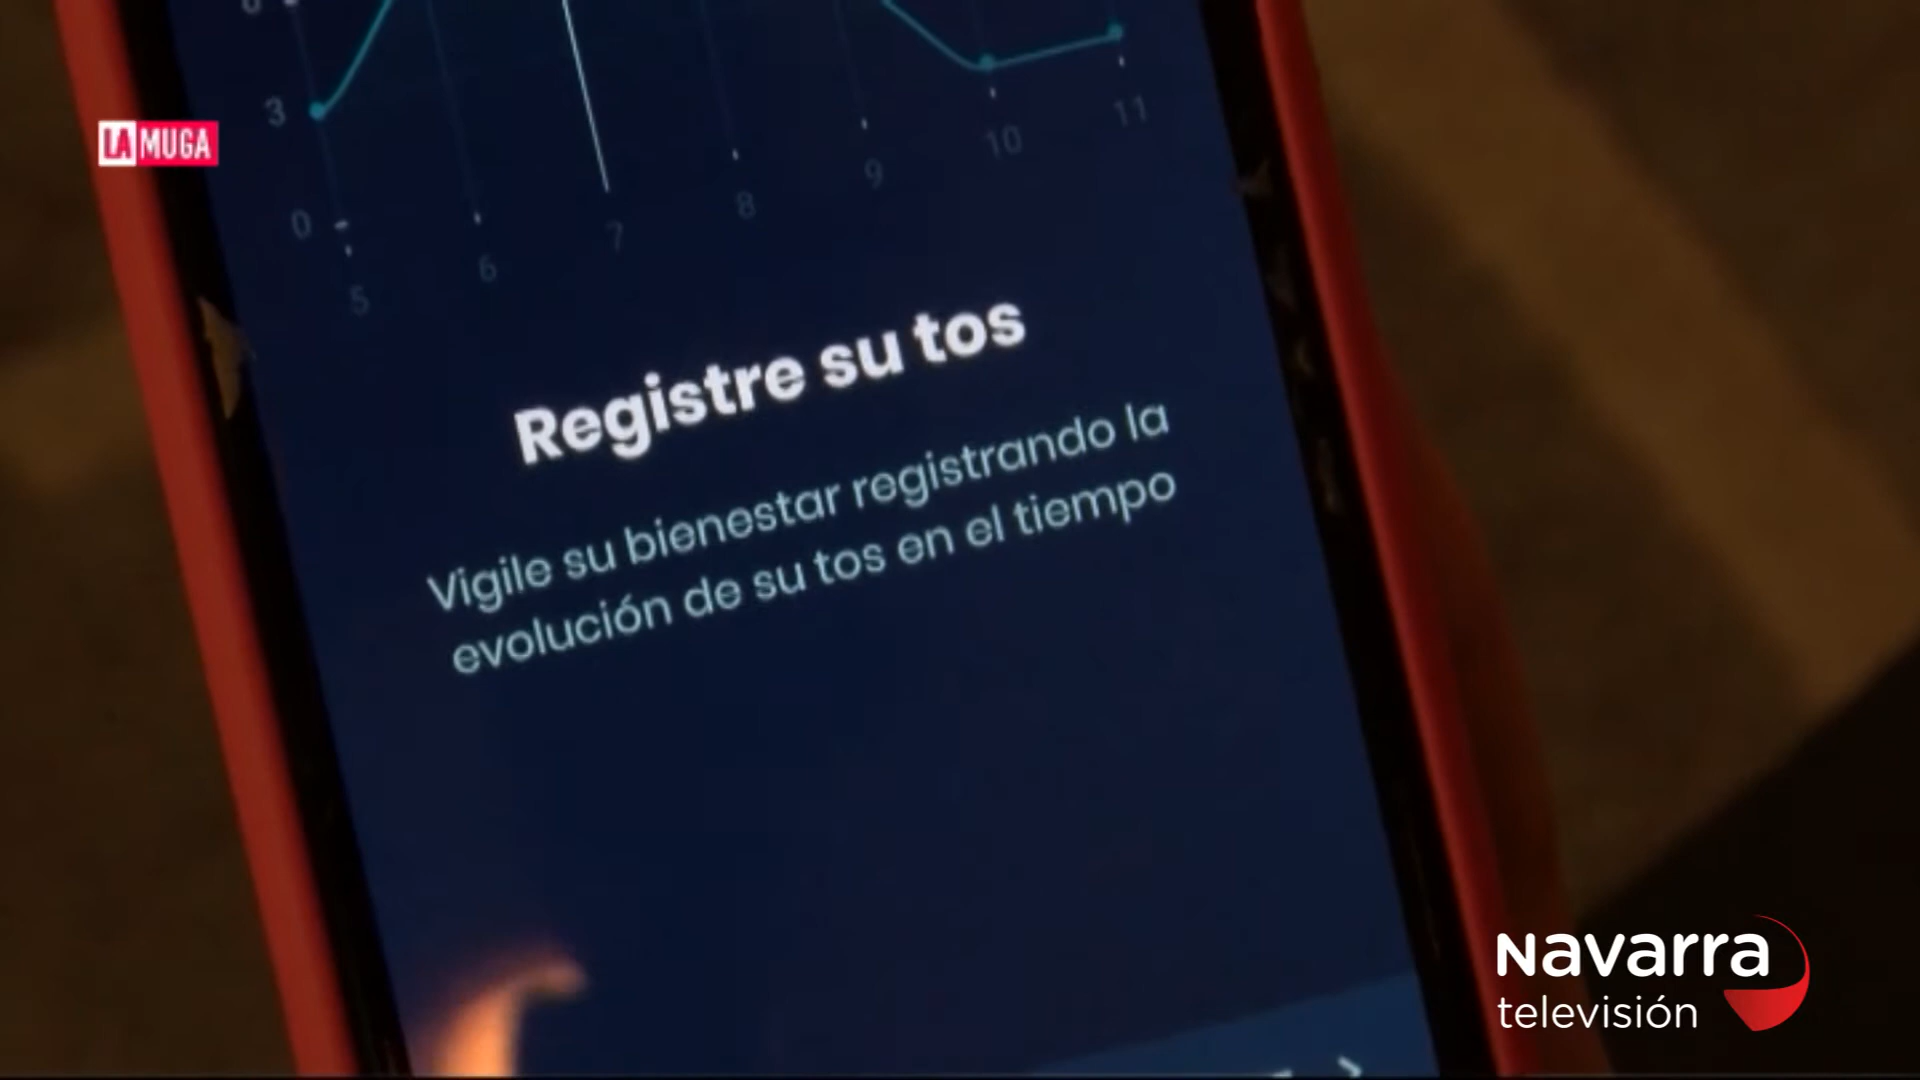 6
3
LA MUGA
0
5
6
7
8
9
10
11
Registre su tos
Vigile su bienestar registrando la
evolución de su tos en el tiempo
Navarra
televisión